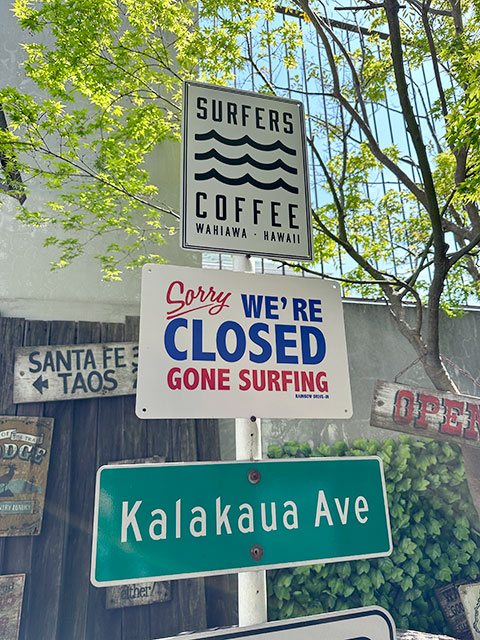 SURFERS
COFFEE
WAHIAWA · HAWAII
Sorry WE'RE
CLOSED
GONE SURFING
RAINBOW DRIVE-IN
SANTA FE
← TAOS
OPEN
Kalakaua Ave